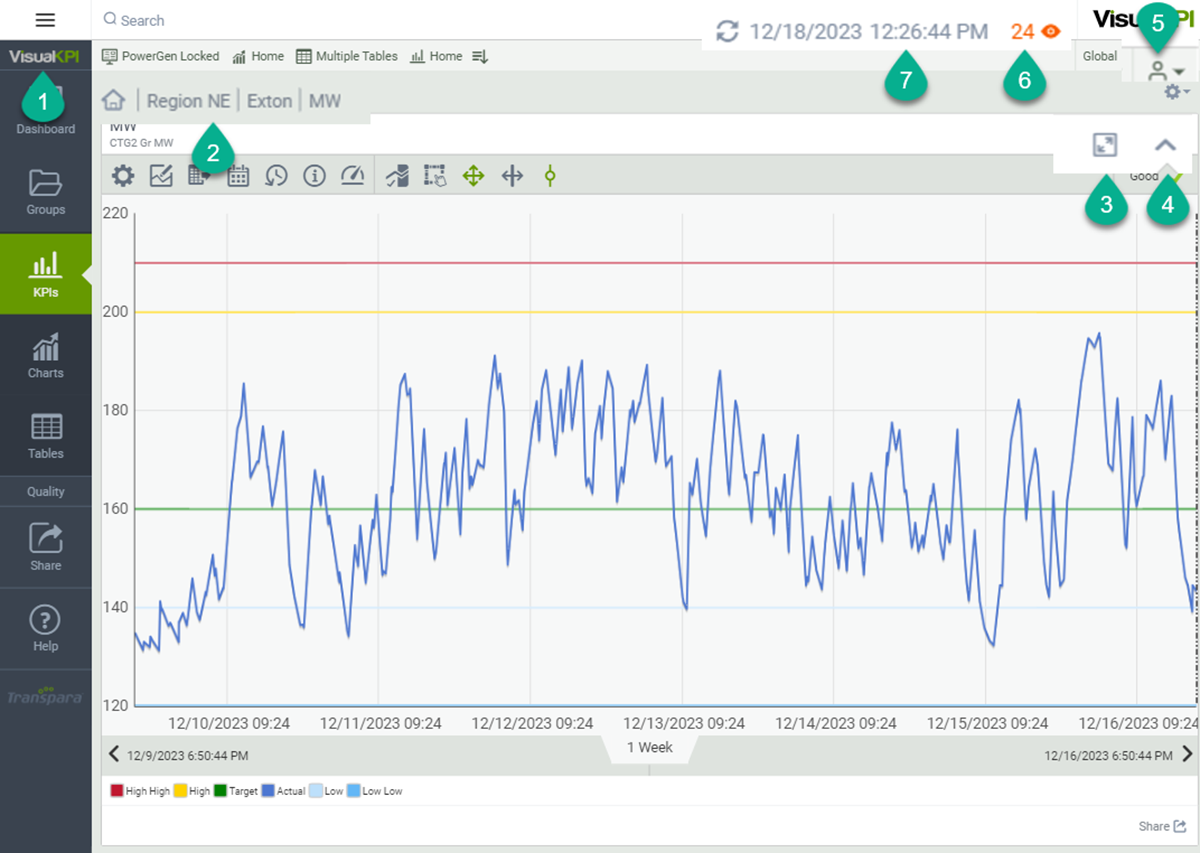 Search
12/18/2023 12:26:44 PM 24
5
VisualKPI
PowerGen Locked Home Multiple Tables Home Global
7 6
1
Dashboard
Region NE Exton MW
MW
CTG2 Gr MW
2
Good
3 4
Groups
KPIs
Charts
Tables
Quality
Share
Help
Transpara
220
200
180
160
140
120
12/10/2023 09:24 12/11/2023 09:24 12/12/2023 09:24 12/13/2023 09:24 12/14/2023 09:24 12/15/2023 09:24 12/16/2023 09:24
12/9/2023 6:50:44 PM 1 Week 12/16/2023 6:50:44 PM
High High High Target Actual Low Low Low
Share